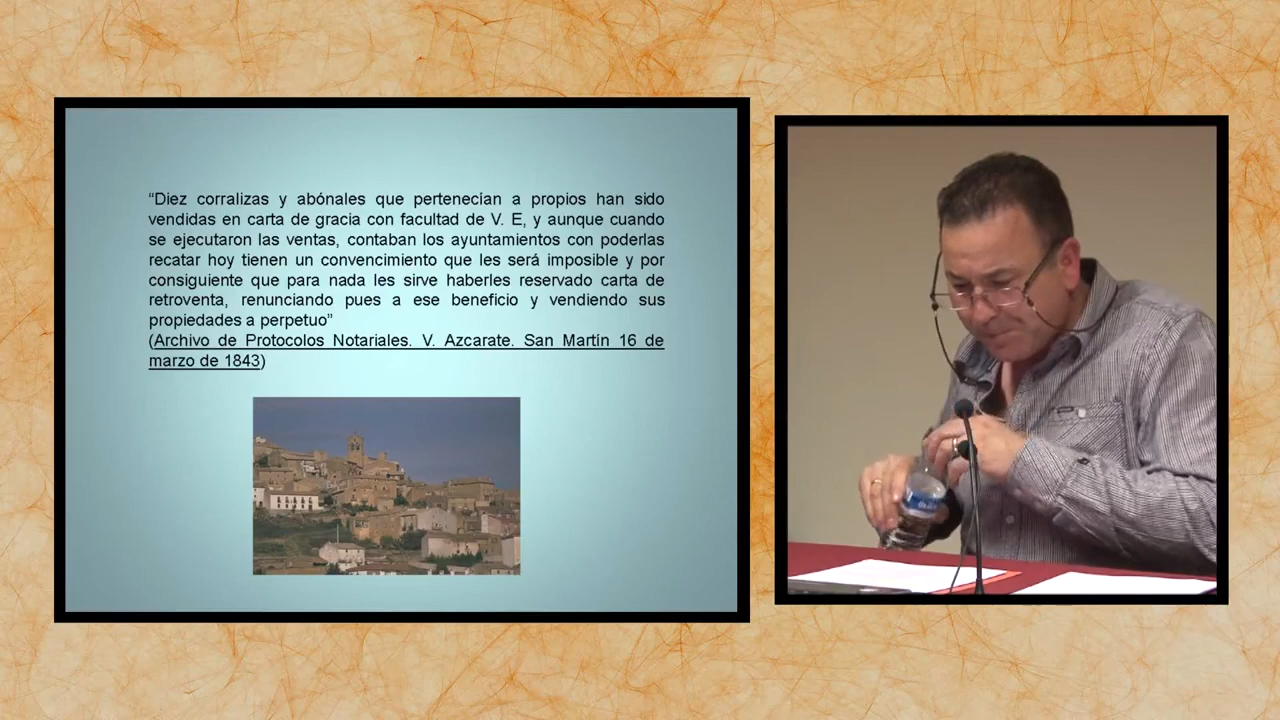 “Diez corralizas y abónales que pertenecían a propios han sido
vendidas en carta de gracia con facultad de V. E, y aunque cuando
se ejecutaron las ventas, contaban los ayuntamientos con poderlas
recatar hoy tienen un convencimiento que les será imposible y por
consiguiente que para nada les sirve haberles reservado carta de
retroventa, renunciando pues a ese beneficio y vendiendo sus
propiedades a perpetuo”
(Archivo de Protocolos Notariales. V. Azcarate. San Martín 16 de
marzo de 1843)